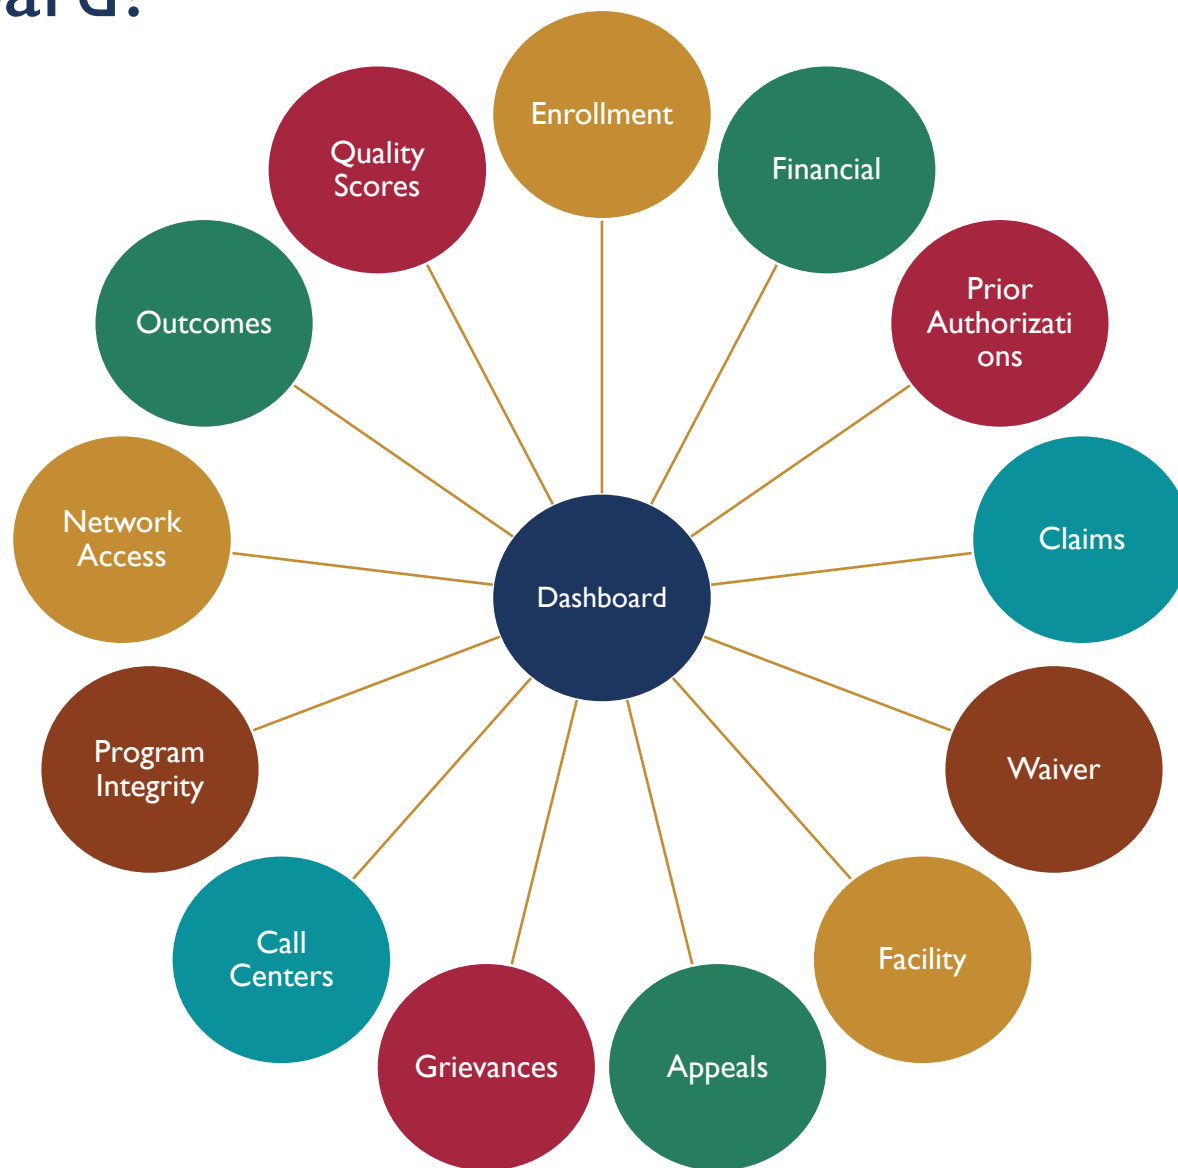 Enrollment
Financial
Prior
Authorizati
ons
Claims
Waiver
Facility
Appeals
Grievances
Call
Centers
Program
Integrity
Network
Access
Outcomes
Quality
Scores
Dashboard